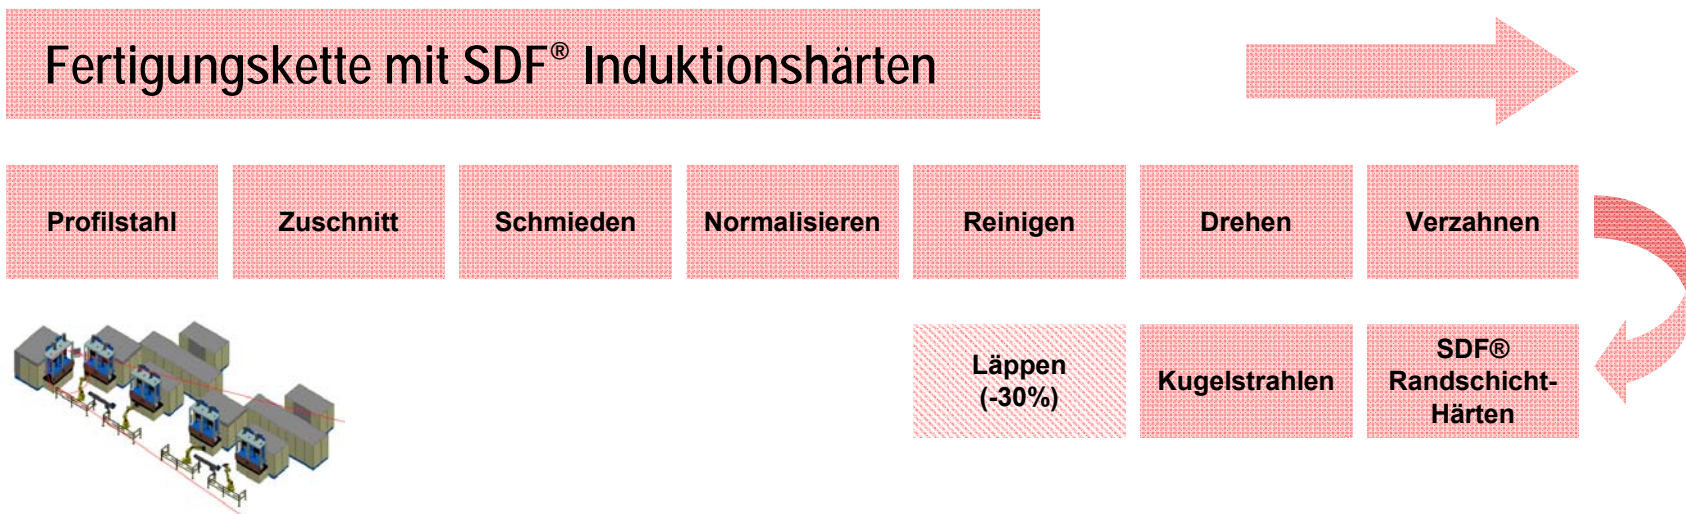 Fertigungskette mit SDF® Induktionshärten
Profilstahl
Zuschnitt
Schmieden
Normalisieren
Reinigen
Drehen
Verzahnen
SDF®
Randschicht-
Härten
Kugelstrahlen
Läppen
(-30%)